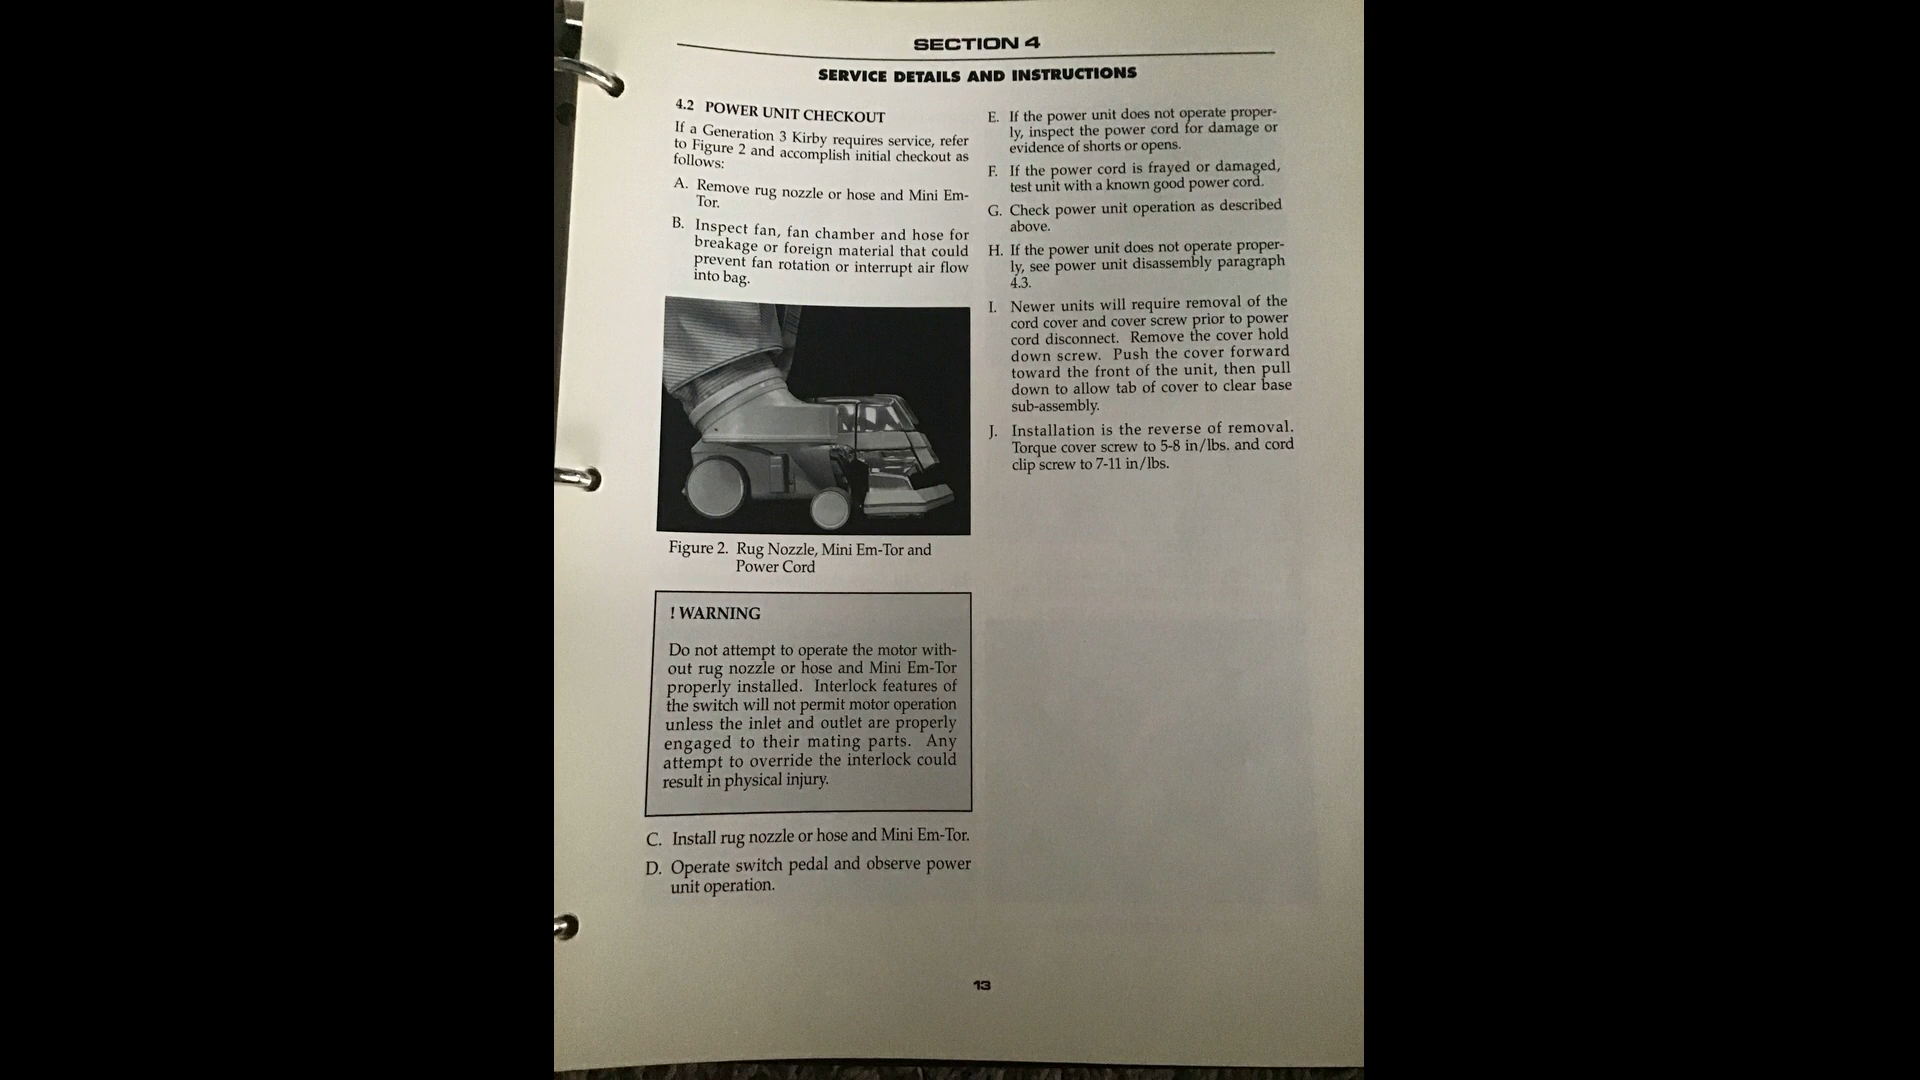 SECTION 4
SERVICE DETAILS AND INSTRUCTIONS
4.2 POWER UNIT CHECKOUT
If a Generation 3 Kirby requires service, refer
to Figure 2 and accomplish initial checkout as
follows:
A. Remove rug nozzle or hose and Mini Em-
Tor.
B. Inspect fan, fan chamber and hose for
breakage or foreign material that could
prevent fan rotation or interrupt air flow
into bag.
Figure 2. Rug Nozzle, Mini Em-Tor and
Power Cord
! WARNING
Do not attempt to operate the motor with-
out rug nozzle or hose and Mini Em-Tor
properly installed. Interlock features of
the switch will not permit motor operation
unless the inlet and outlet are properly
engaged to their mating parts. Any
attempt to override the interlock could
result in physical injury.
C. Install rug nozzle or hose and Mini Em-Tor.
D. Operate switch pedal and observe power
unit operation.
E. If the power unit does not operate proper-
ly, inspect the power cord for damage or
evidence of shorts or opens.
F. If the power cord is frayed or damaged,
test unit with a known good power cord.
G. Check power unit operation as described
above.
H. If the power unit does not operate proper-
ly, see power unit disassembly paragraph
4.3.
I. Newer units will require removal of the
cord cover and cover screw prior to power
cord disconnect. Remove the cover hold
down screw. Push the cover forward
toward the front of the unit, then pull
down to allow tab of cover to clear base
sub-assembly.
J. Installation is the reverse of removal.
Torque cover screw to 5-8 in/lbs. and cord
clip screw to 7-11 in/lbs.
13